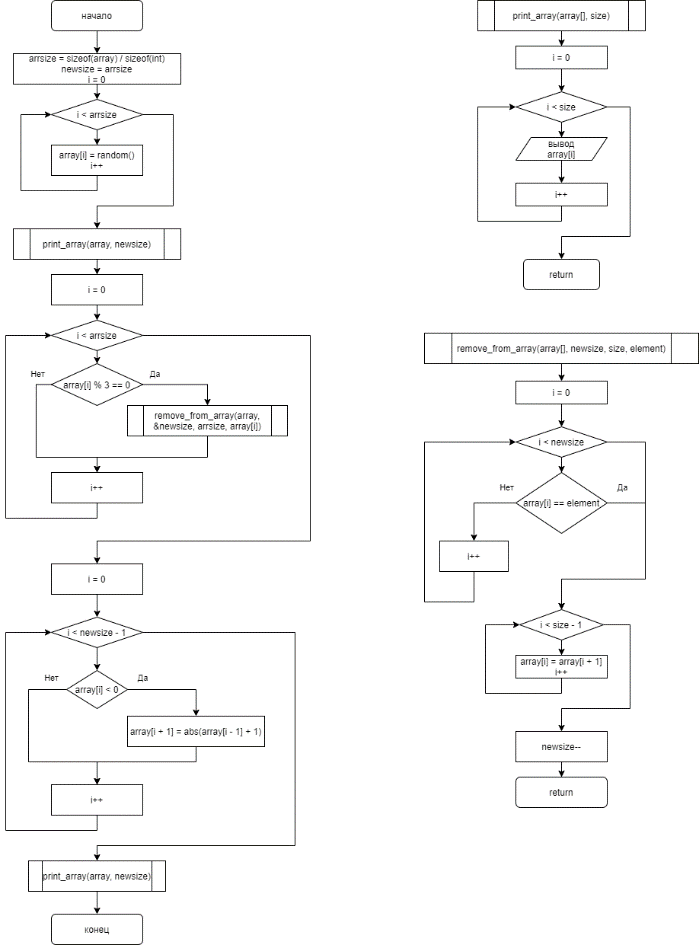 начало
arrsize = sizeof(array) / sizeof(int)
newsize = arrsize
i = 0
i < arrsize
array[i] = random()
i++
print_array(array, newsize)
i = 0
i < arrsize
Нет
Да
array[i] % 3 == 0
remove_from_array(array,
&newsize, arrsize, array[i])
i++
i = 0
i < newsize - 1
Нет
Да
array[i] < 0
array[i + 1] = abs(array[i - 1] + 1)
i++
print_array(array, newsize)
конец
print_array(array[], size)
i = 0
i < size
вывод
array[i]
i++
return
remove_from_array(array[], newsize, size, element)
i = 0
i < newsize
Нет
Да
array[i] == element
i++
i < size - 1
array[i] = array[i + 1]
i++
newsize--
return